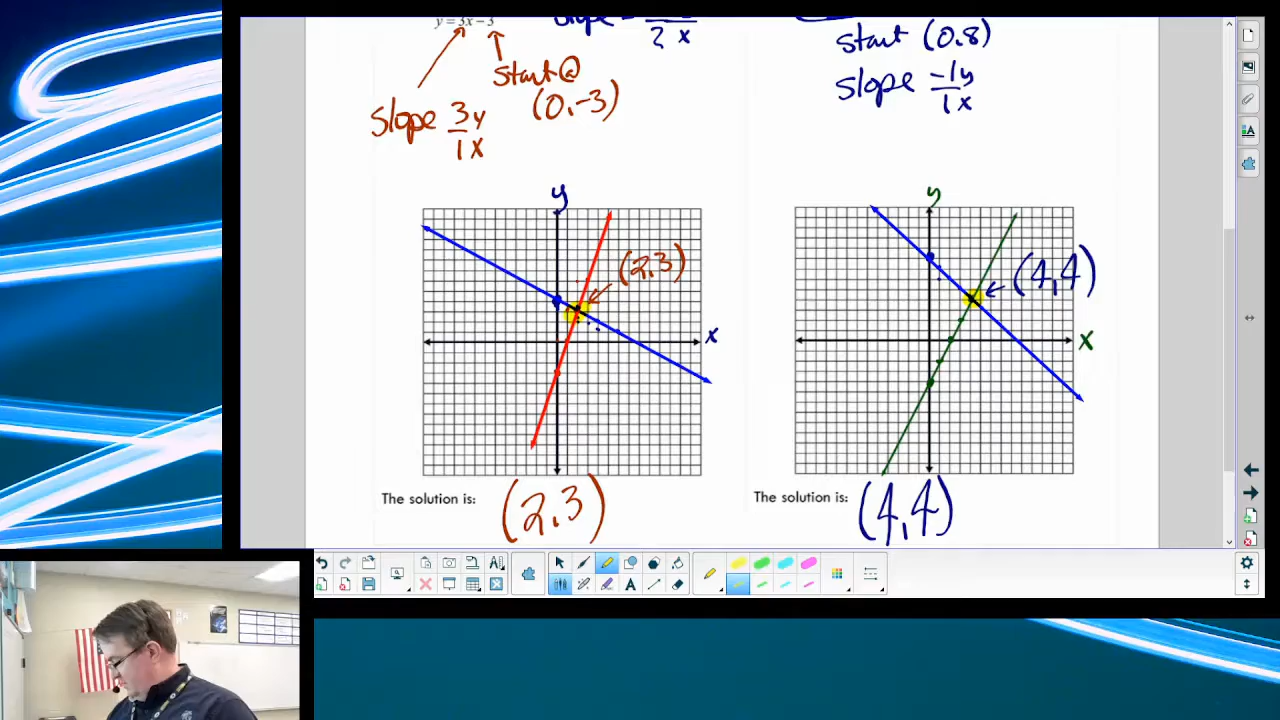 y = 3x − 3
slope
2 x
start @
(0,-3)
slope 3y
1x
start (0,8)
slope -1y
1x
y
(2,3)
x
The solution is: (2,3)
y
(4,4)
x
The solution is: (4,4)